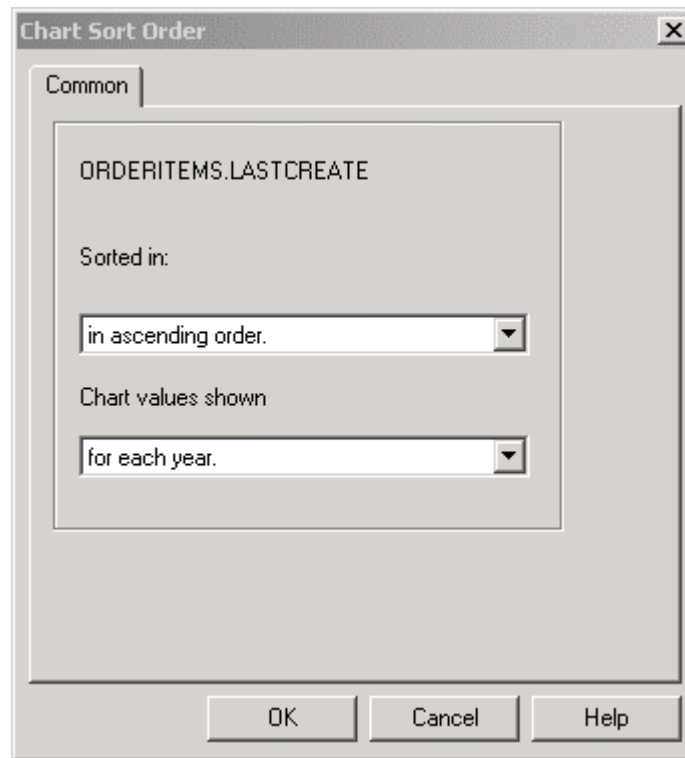 Chart Sort Order
Common
ORDERITEMS.LASTCREATE
Sorted in:
in ascending order.
Chart values shown
for each year.
OK Cancel Help